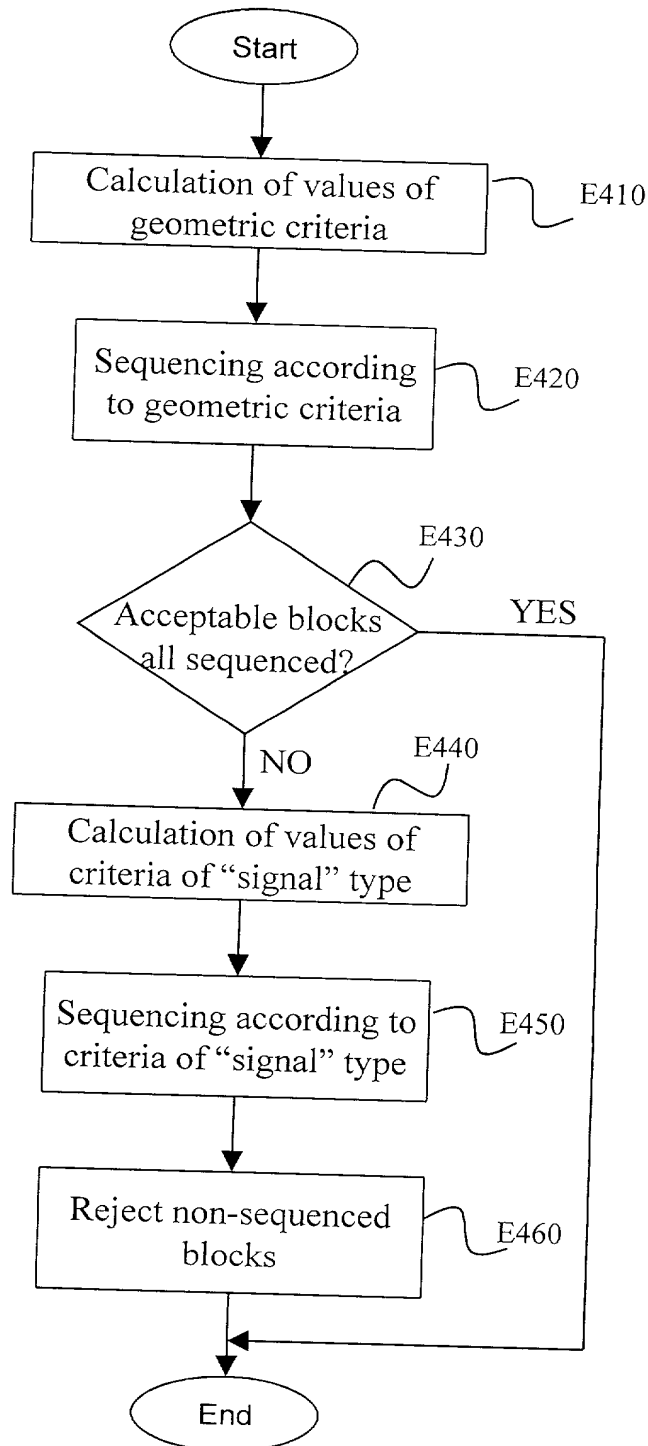 Start
Calculation of values of
geometric criteria
E410
Sequencing according
to geometric criteria
E420
E430
Acceptable blocks
all sequenced?
YES
NO
E440
Calculation of values of
criteria of “signal” type
Sequencing according to
criteria of “signal” type
E450
Reject non-sequenced
blocks
E460
End